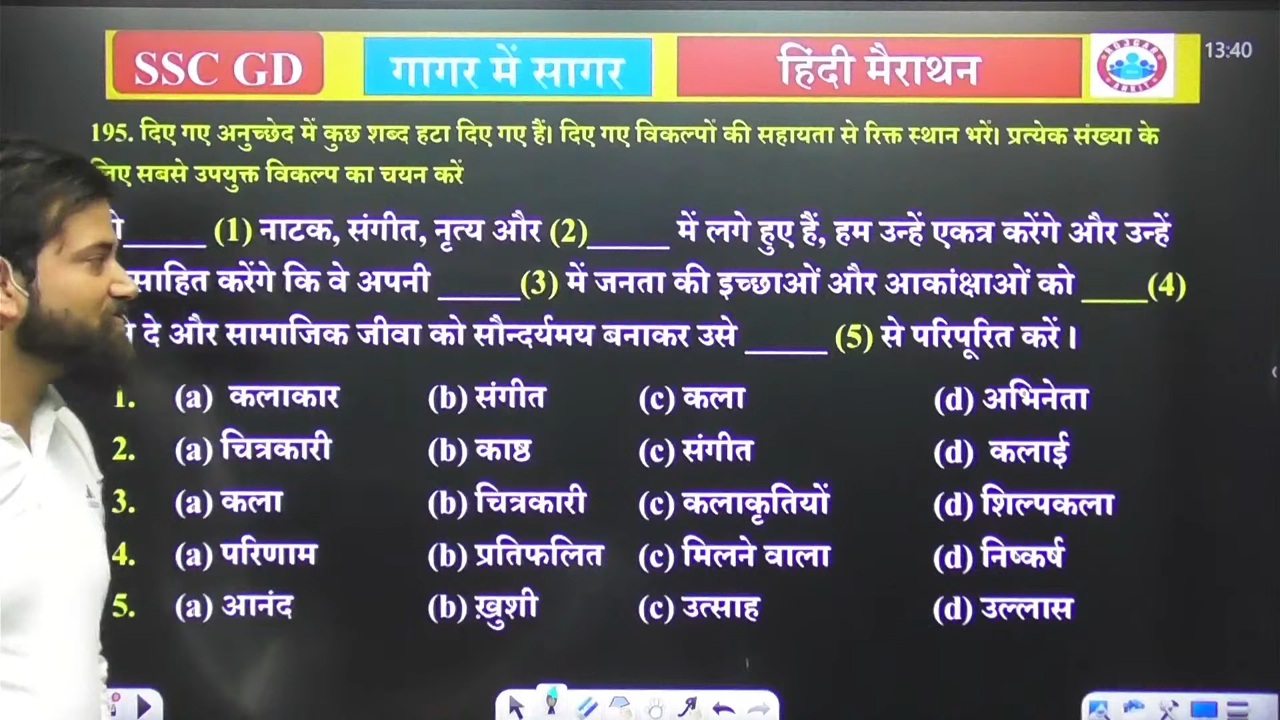 SSC GD
गागर में सागर
हिंदी मैराथन
13:40
195. दिए गए अनुच्छेद में कुछ शब्द हटा दिए गए हैं। दिए गए विकल्पों की सहायता से रिक्त स्थान भरें। प्रत्येक संख्या के
सबसे उपयुक्त विकल्प का चयन करें
_____ (1) नाटक, संगीत, नृत्य और (2)_____ में लगे हुए हैं, हम उन्हें एकत्र करेंगे और उन्हें
करेंगे कि वे अपनी _____(3) में जनता की इच्छाओं और आकांक्षाओं को ____(4)
दे और सामाजिक जीवा को सौन्दर्यमय बनाकर उसे _____ (5) से परिपूरित करें।
1. (a) कलाकार (b) संगीत (c) कला (d) अभिनेता
2. (a) चित्रकारी (b) काष्ठ (c) संगीत (d) कलाई
3. (a) कला (b) चित्रकारी (c) कलाकृतियों (d) शिल्पकला
4. (a) परिणाम (b) प्रतिफलित (c) मिलने वाला (d) निष्कर्ष
5. (a) आनंद (b) ख़ुशी (c) उत्साह (d) उल्लास